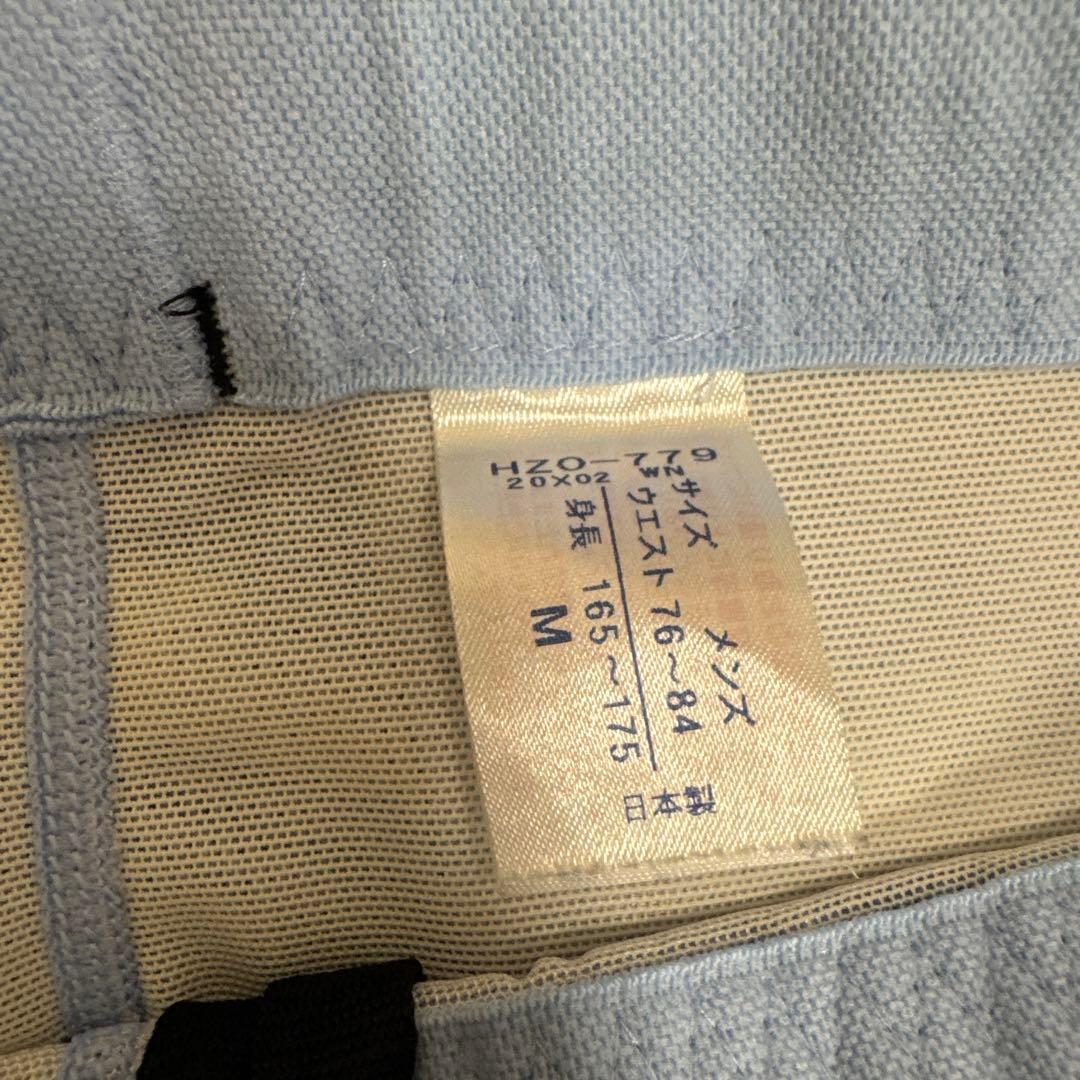 HZO-779
20X02
サイズ メンズ
ウエスト 76～84
身長 165～175
M
日本製